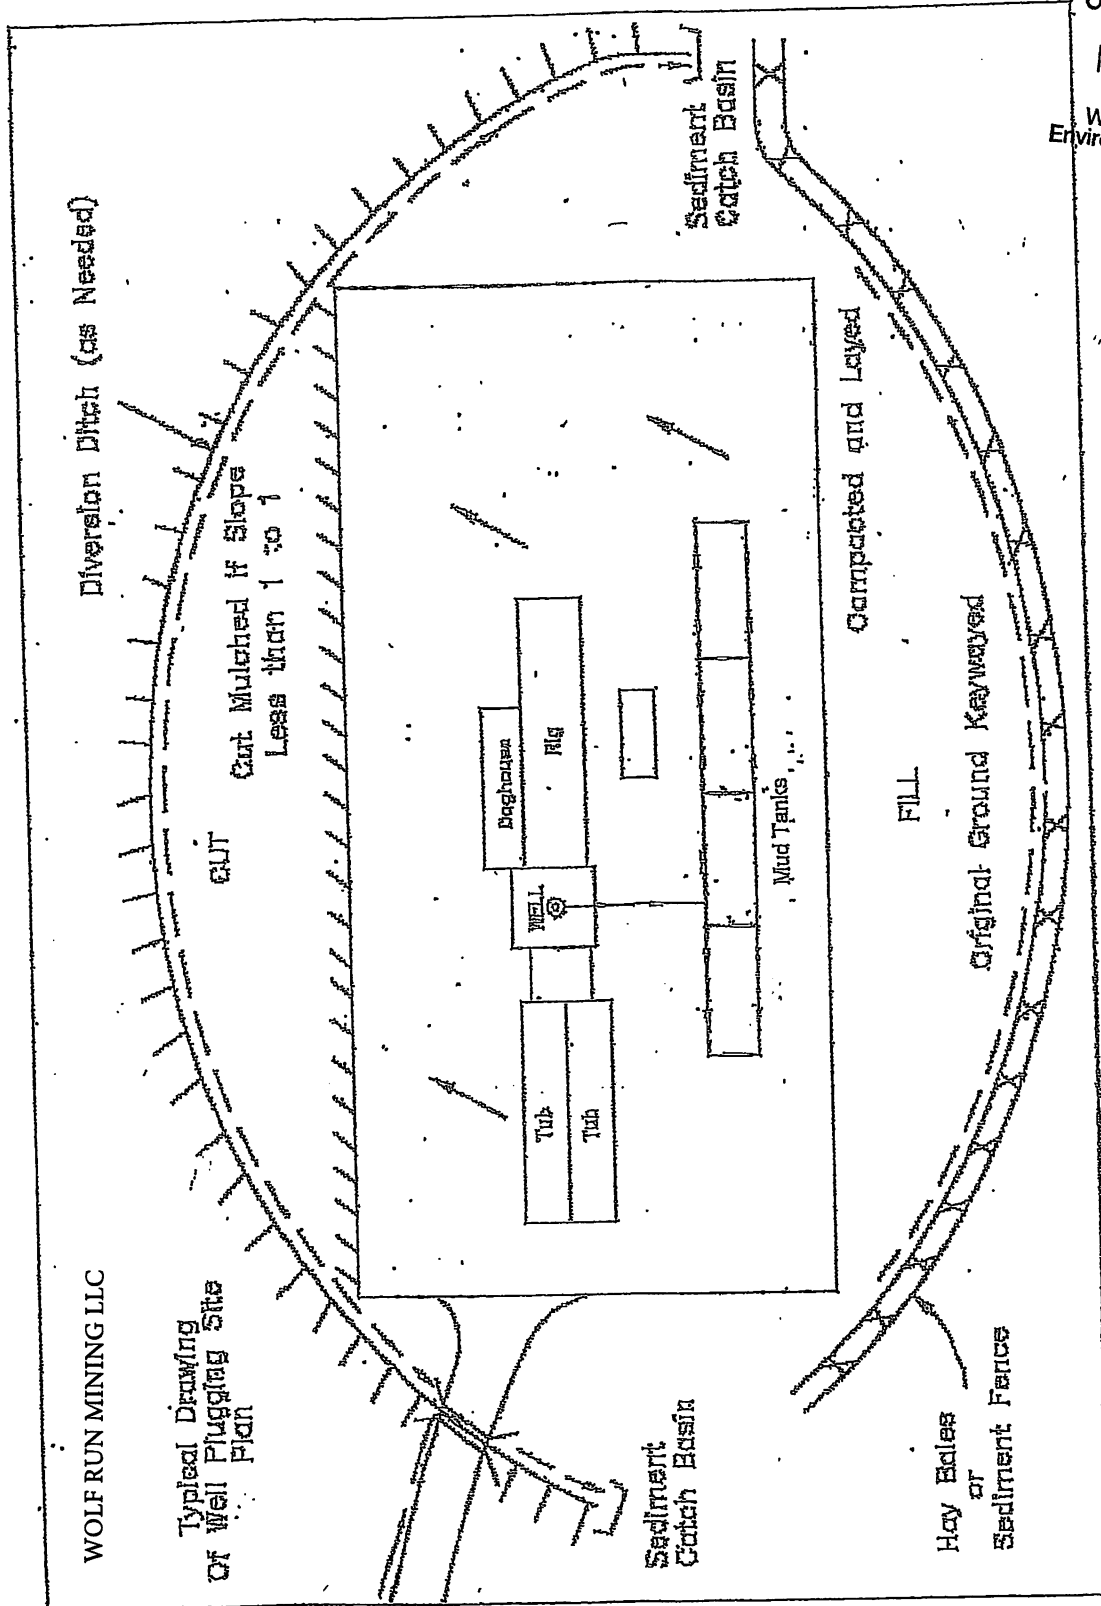 WOLF RUN MINING LLC
Typical Drawing
Of Well Plugging Site
Plan
Diversion Ditch (as Needed)
CUT
Cut Mulched if Slope
Less than 1 to 1
Sediment
Catch Basin
Doghouse
Rig
WELL
Tub
Tub
Mud Tanks
Compacted and Layed
FILL
Original Ground Keywayed
Sediment
Catch Basin
Hay Bales
or
Sediment Fence